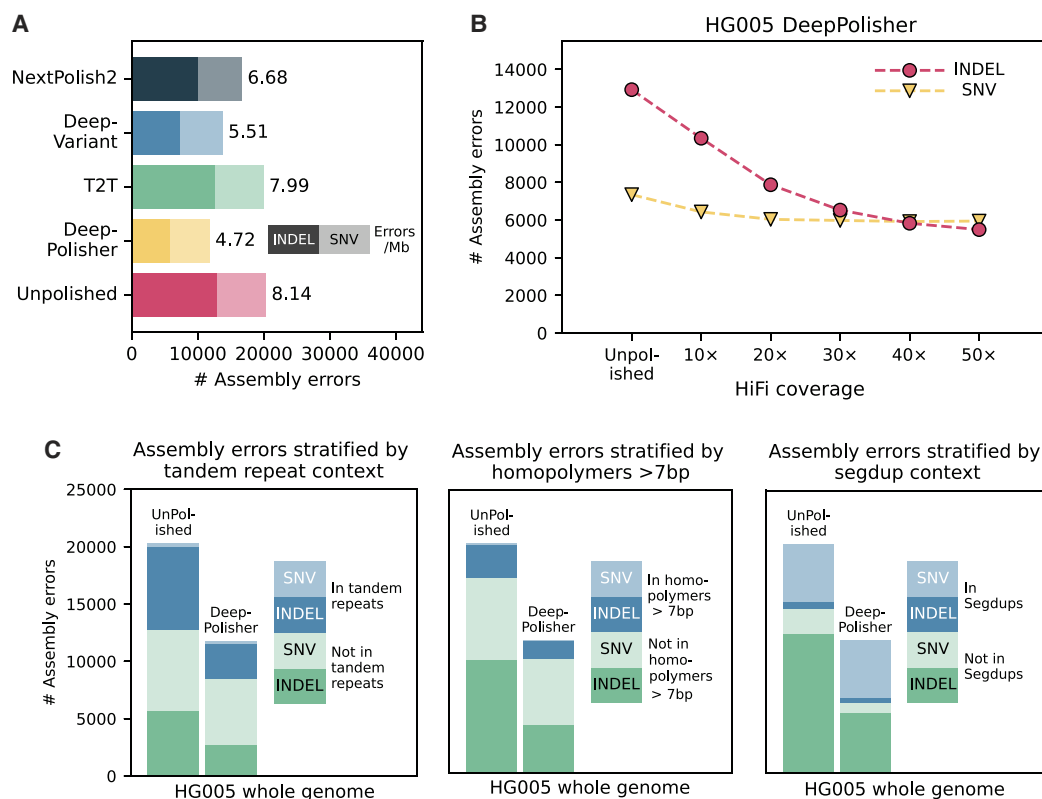 A
NextPolish2
6.68
Deep-
Variant
5.51
T2T
7.99
Deep-
Polisher
4.72
INDEL
SNV
Errors
/Mb
Unpolished
8.14
0
10000
20000
30000
40000
# Assembly errors
B
HG005 DeepPolisher
# Assembly errors
14000
12000
10000
8000
6000
4000
2000
0
INDEL
SNV
Unpol-
ished
10×
20×
30×
40×
50×
HiFi coverage
C
Assembly errors stratified by
tandem repeat context
# Assembly errors
25000
20000
15000
10000
5000
0
UnPol-
ished
Deep-
Polisher
SNV
INDEL
In tandem
repeats
SNV
INDEL
Not in
tandem
repeats
HG005 whole genome
Assembly errors stratified by
homopolymers >7bp
UnPol-
ished
Deep-
Polisher
SNV
INDEL
In homo-
polymers
> 7bp
SNV
INDEL
Not in homo-
polymers
> 7bp
HG005 whole genome
Assembly errors stratified by
segdup context
UnPol-
ished
Deep-
Polisher
SNV
INDEL
In
Segdups
SNV
INDEL
Not in
Segdups
HG005 whole genome